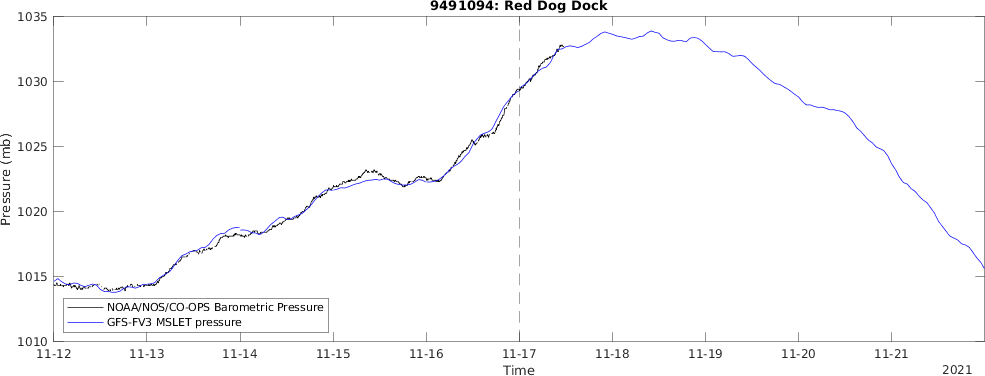 9491094: Red Dog Dock
1035
1030
1025
1020
1015
1010
Pressure (mb)
NOAA/NOS/CO-OPS Barometric Pressure
GFS-FV3 MSLET pressure
11-12 11-13 11-14 11-15 11-16 11-17 11-18 11-19 11-20 11-21
Time
2021